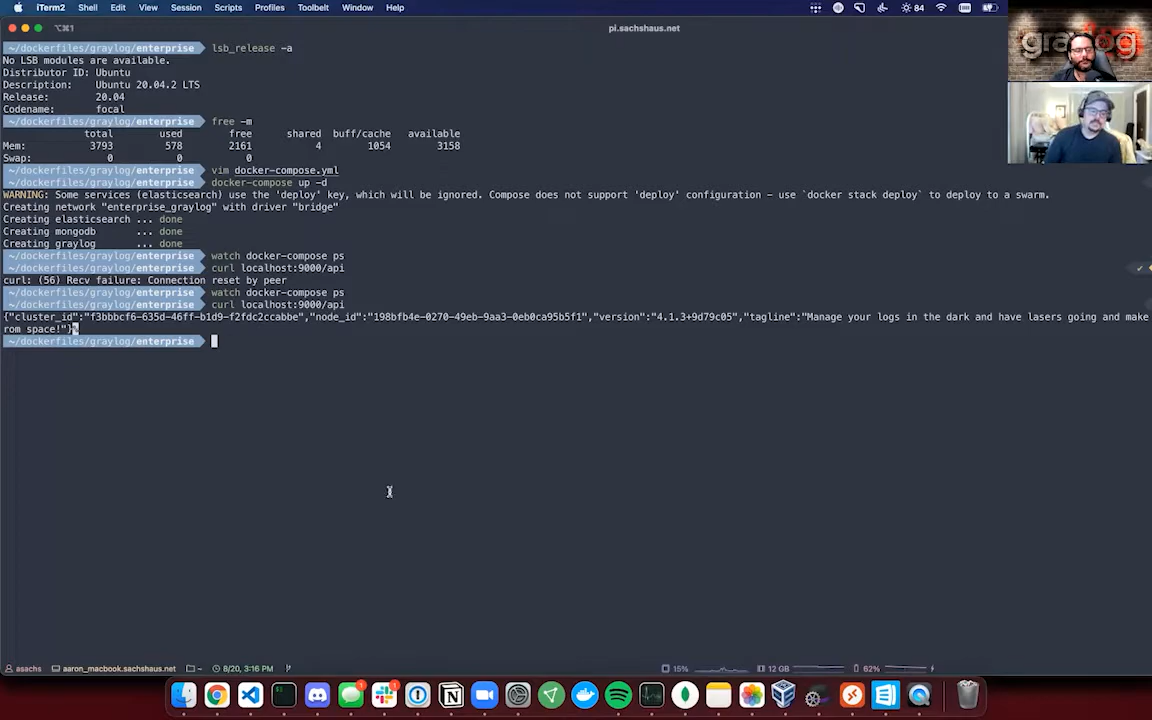 iTerm2 Shell Edit View Session Scripts Profiles Toolbelt Window Help 84
⌥⌘1 pi.sachshaus.net
graylog
~/dockerfiles/graylog/enterprise lsb_release -a
No LSB modules are available.
Distributor ID: Ubuntu
Description: Ubuntu 20.04.2 LTS
Release: 20.04
Codename: focal
~/dockerfiles/graylog/enterprise free -m
total used free shared buff/cache available
Mem: 3793 578 2161 4 1054 3158
Swap: 0 0 0
~/dockerfiles/graylog/enterprise vim docker-compose.yml
~/dockerfiles/graylog/enterprise docker-compose up -d
WARNING: Some services (elasticsearch) use the 'deploy' key, which will be ignored. Compose does not support 'deploy' configuration - use `docker stack deploy` to deploy to a swarm.
Creating network "enterprise_graylog" with driver "bridge"
Creating elasticsearch ... done
Creating mongodb ... done
Creating graylog ... done
~/dockerfiles/graylog/enterprise watch docker-compose ps
~/dockerfiles/graylog/enterprise curl localhost:9000/api
curl: (56) Recv failure: Connection reset by peer
~/dockerfiles/graylog/enterprise watch docker-compose ps
~/dockerfiles/graylog/enterprise curl localhost:9000/api
{"cluster_id":"f3bbbcf6-635d-46ff-b1d9-f2fdc2ccabbe","node_id":"198bfb4e-0270-49eb-9aa3-0eb0ca95b5f1","version":"4.1.3+9d79c05","tagline":"Manage your logs in the dark and have lasers going and make
rom space!"}%
~/dockerfiles/graylog/enterprise
asachs aaron_macbook.sachshaus.net ~ 8/20, 3:16 PM 15% 12 GB 62%